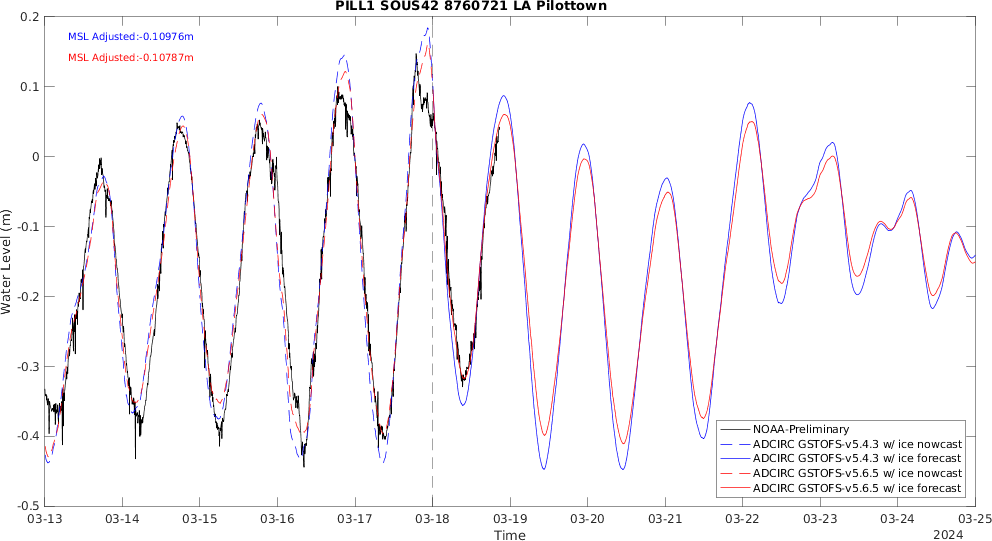 PILL1 SOUS42 8760721 LA Pilottown
MSL Adjusted:-0.10976m
MSL Adjusted:-0.10787m
Water Level (m)
0.2
0.1
0
-0.1
-0.2
-0.3
-0.4
-0.5
NOAA-Preliminary
ADCIRC GSTOFS-v5.4.3 w/ ice nowcast
ADCIRC GSTOFS-v5.4.3 w/ ice forecast
ADCIRC GSTOFS-v5.6.5 w/ ice nowcast
ADCIRC GSTOFS-v5.6.5 w/ ice forecast
03-13 03-14 03-15 03-16 03-17 03-18 03-19 03-20 03-21 03-22 03-23 03-24 03-25
Time
2024